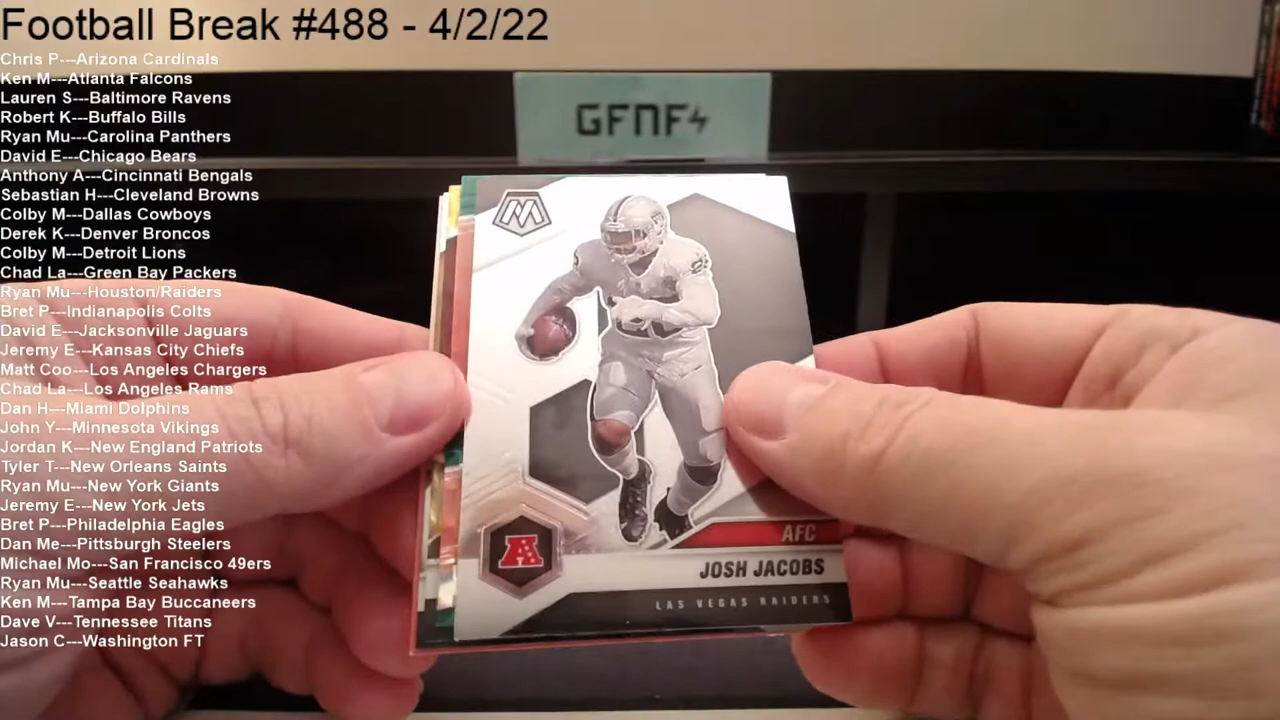 Football Break #488 - 4/2/22
Chris P---Arizona Cardinals
Ken M---Atlanta Falcons
Lauren S---Baltimore Ravens
Robert K---Buffalo Bills
Ryan Mu---Carolina Panthers
David E---Chicago Bears
Anthony A---Cincinnati Bengals
Sebastian H---Cleveland Browns
Colby M---Dallas Cowboys
Derek K---Denver Broncos
Colby M---Detroit Lions
Chad La---Green Bay Packers
Ryan Mu---Houston/Raiders
Bret P---Indianapolis Colts
David E---Jacksonville Jaguars
Jeremy E---Kansas City Chiefs
Matt Coo---Los Angeles Chargers
Chad La---Los Angeles Rams
Dan H---Miami Dolphins
John Y---Minnesota Vikings
Jordan K---New England Patriots
Tyler T---New Orleans Saints
Ryan Mu---New York Giants
Jeremy E---New York Jets
Bret P---Philadelphia Eagles
Dan Me---Pittsburgh Steelers
Michael Mo---San Francisco 49ers
Ryan Mu---Seattle Seahawks
Ken M---Tampa Bay Buccaneers
Dave V---Tennessee Titans
Jason C---Washington FT
GFNF
M
A
AFC
JOSH JACOBS
LAS VEGAS RAIDERS